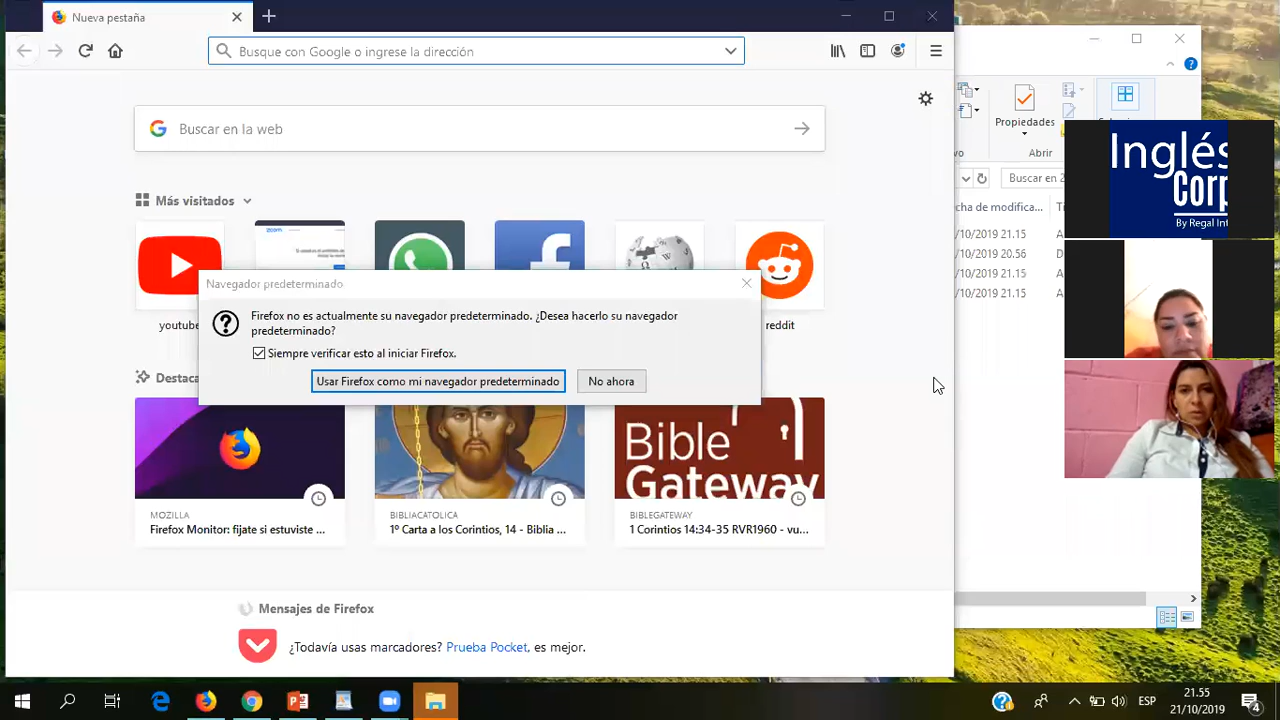 Nueva pestaña
Busque con Google o ingrese la dirección
Buscar en la web
Más visitados
youtube
reddit
Navegador predeterminado
Firefox no es actualmente su navegador predeterminado. ¿Desea hacerlo su navegador
predeterminado?
Siempre verificar esto al iniciar Firefox.
Usar Firefox como mi navegador predeterminado
No ahora
Destaca
Bible
Gateway
MOZILLA
Firefox Monitor: fijate si estuviste ...
BIBLIACATOLICA
1º Carta a los Corintios, 14 - Biblia ...
BIBLEGATEWAY
1 Corintios 14:34-35 RVR1960 - vu...
Mensajes de Firefox
¿Todavía usas marcadores? Prueba Pocket, es mejor.
Propiedades
Abrir
Buscar en 2
cha de modifica...
/10/2019 21.15
/10/2019 20.56
/10/2019 21.15
/10/2019 21.15
Inglés
Corp
By Regal Int
ESP
21.55
21/10/2019
4